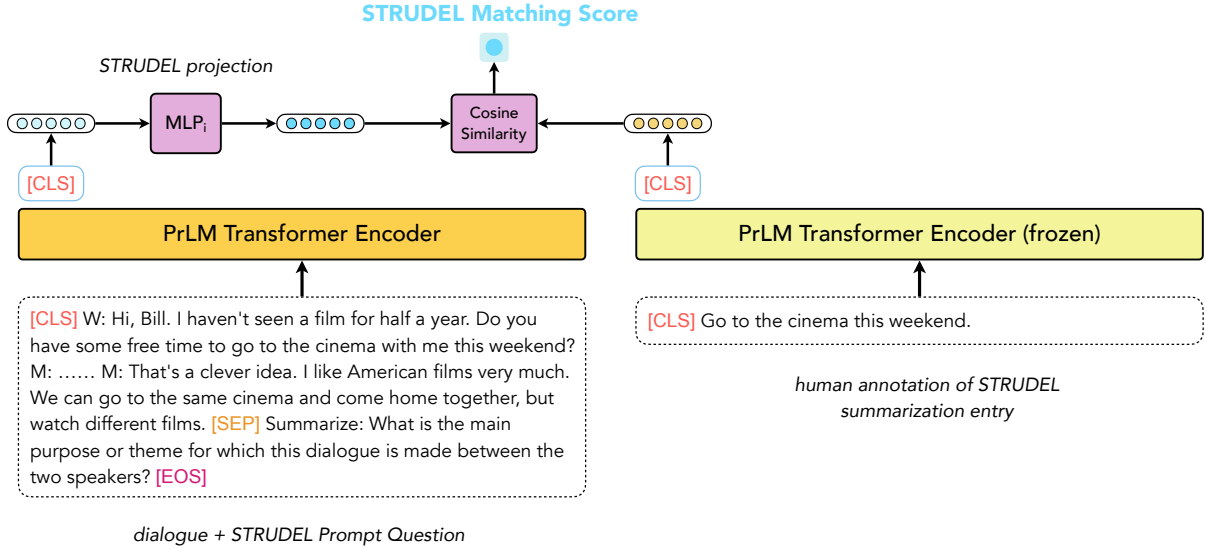 STRUDEL Matching Score
STRUDEL projection
MLPi
Cosine
Similarity
[CLS]
[CLS]
PrLM Transformer Encoder
PrLM Transformer Encoder (frozen)
[CLS] W: Hi, Bill. I haven't seen a film for half a year. Do you
have some free time to go to the cinema with me this weekend?
M: …… M: That's a clever idea. I like American films very much.
We can go to the same cinema and come home together, but
watch different films. [SEP] Summarize: What is the main
purpose or theme for which this dialogue is made between the
two speakers? [EOS]
[CLS] Go to the cinema this weekend.
human annotation of STRUDEL
summarization entry
dialogue + STRUDEL Prompt Question